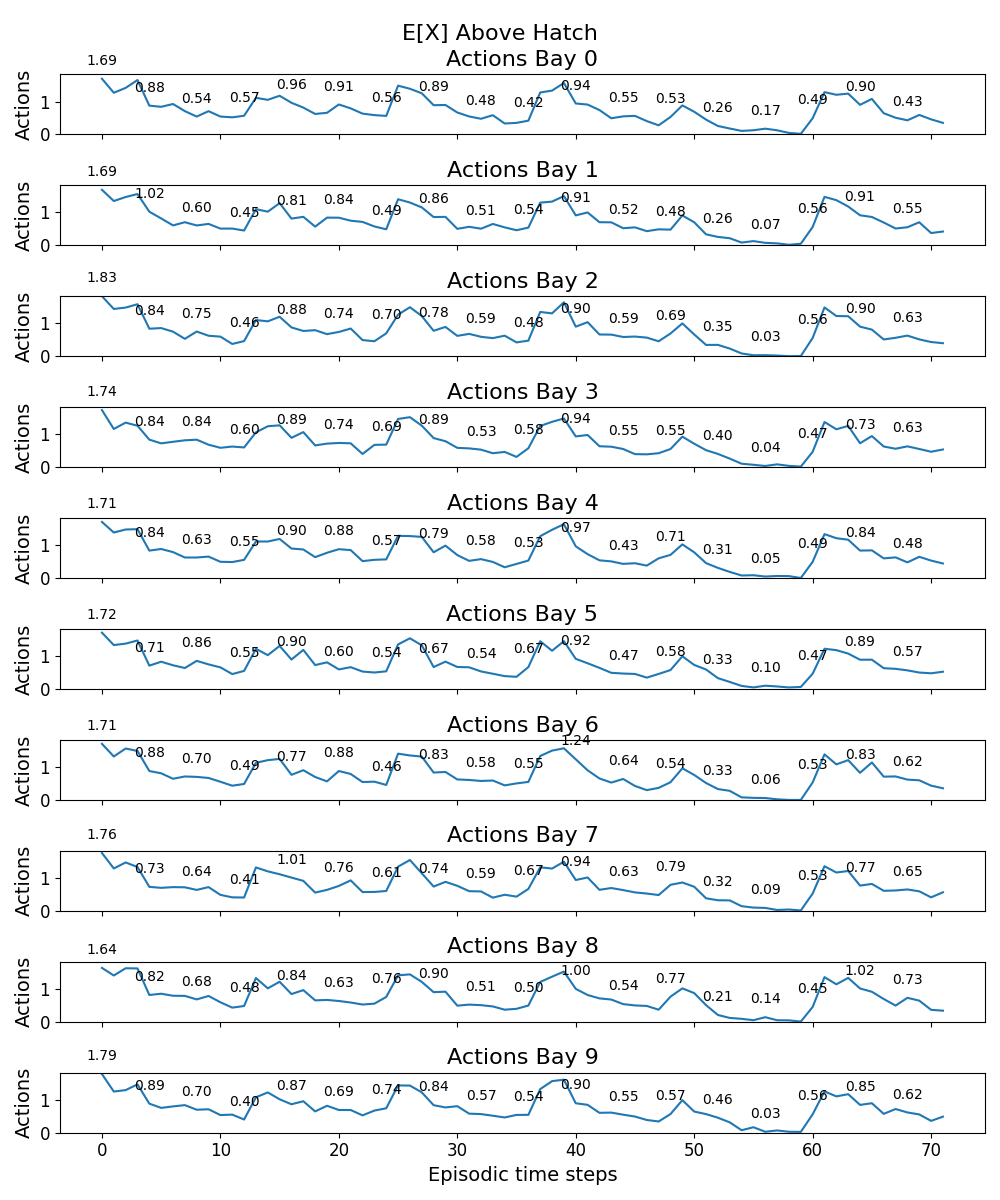 E[X] Above Hatch
Actions Bay 0
1.69 0.88 0.54 0.57 0.96 0.91 0.56 0.89 0.48 0.42 0.94 0.55 0.53 0.26 0.17 0.49 0.90 0.43
Actions
1
0
Actions Bay 1
1.69 1.02 0.60 0.45 0.81 0.84 0.49 0.86 0.51 0.54 0.91 0.52 0.48 0.26 0.07 0.56 0.91 0.55
Actions
1
0
Actions Bay 2
1.83 0.84 0.75 0.46 0.88 0.74 0.70 0.78 0.59 0.48 0.90 0.59 0.69 0.35 0.03 0.56 0.90 0.63
Actions
1
0
Actions Bay 3
1.74 0.84 0.84 0.60 0.89 0.74 0.69 0.89 0.53 0.58 0.94 0.55 0.55 0.40 0.04 0.47 0.73 0.63
Actions
1
0
Actions Bay 4
1.71 0.84 0.63 0.55 0.90 0.88 0.57 0.79 0.58 0.53 0.97 0.43 0.71 0.31 0.05 0.49 0.84 0.48
Actions
1
0
Actions Bay 5
1.72 0.71 0.86 0.55 0.90 0.60 0.54 0.67 0.54 0.67 0.92 0.47 0.58 0.33 0.10 0.47 0.89 0.57
Actions
1
0
Actions Bay 6
1.71 0.88 0.70 0.49 0.77 0.88 0.46 0.83 0.58 0.55 1.24 0.64 0.54 0.33 0.06 0.53 0.83 0.62
Actions
1
0
Actions Bay 7
1.76 0.73 0.64 0.41 1.01 0.76 0.61 0.74 0.59 0.67 0.94 0.63 0.79 0.32 0.09 0.53 0.77 0.65
Actions
1
0
Actions Bay 8
1.64 0.82 0.68 0.48 0.84 0.63 0.76 0.90 0.51 0.50 1.00 0.54 0.77 0.21 0.14 0.45 1.02 0.73
Actions
1
0
Actions Bay 9
1.79 0.89 0.70 0.40 0.87 0.69 0.74 0.84 0.57 0.54 0.90 0.55 0.57 0.46 0.03 0.56 0.85 0.62
Actions
1
0
0 10 20 30 40 50 60 70
Episodic time steps